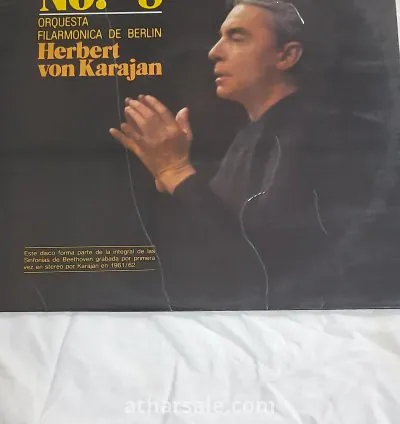 No.
ORQUESTA
FILARMONICA DE BERLIN
Herbert
von Karajan
Este disco forma parte de la integral de las
Sinfonías de Beethoven grabada por primera
vez en stereo por Karajan en 1961/62
atharsale.com